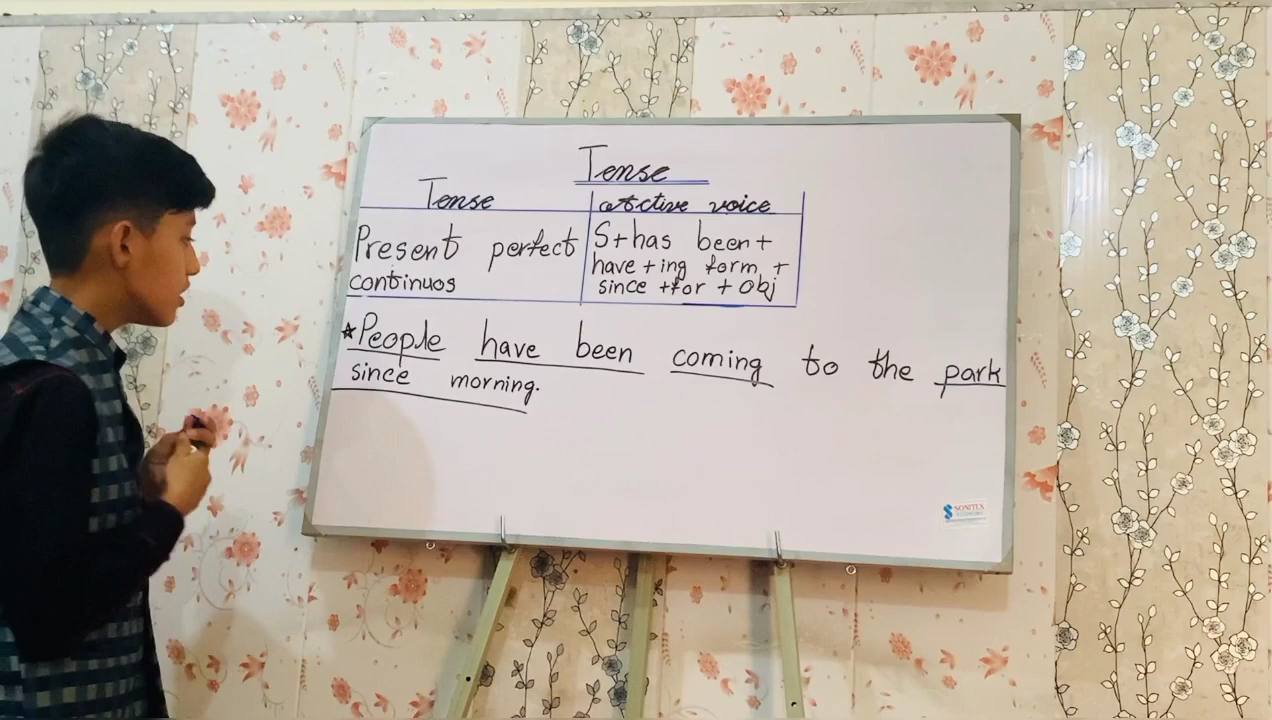 Tense
Tense
active voice
Present perfect
continuos
S+has been+
have +ing form +
since +for + obj
*People have been coming to the park
since morning.
SONITEX